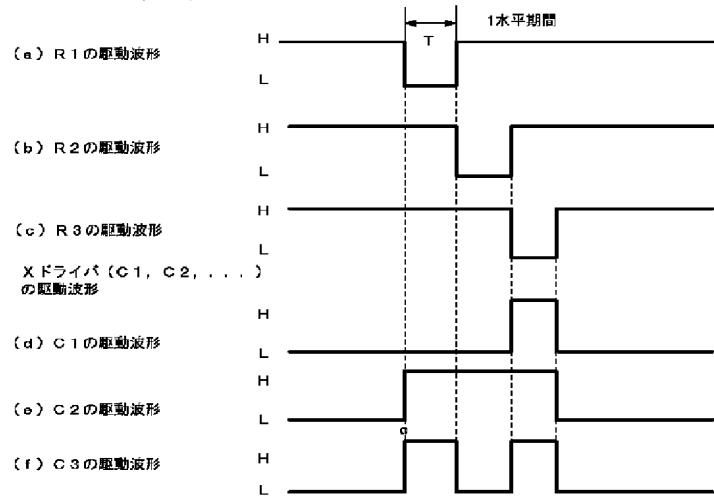 1水平期間
T
(a) R1の駆動波形
H
L
(b) R2の駆動波形
H
L
(c) R3の駆動波形
H
L
Xドライバ(C1, C2, ....)
の駆動波形
(d) C1の駆動波形
H
L
(e) C2の駆動波形
H
L
(f) C3の駆動波形
H
L